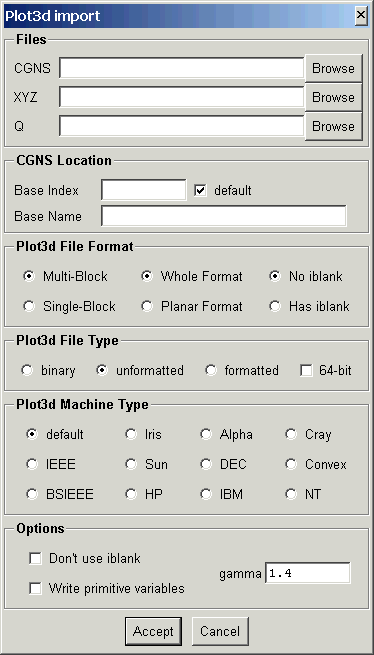 Plot3d import
Files
CGNS Browse
XYZ Browse
Q Browse
CGNS Location
Base Index default
Base Name
Plot3d File Format
Multi-Block Whole Format No iblank
Single-Block Planar Format Has iblank
Plot3d File Type
binary unformatted formatted 64-bit
Plot3d Machine Type
default Iris Alpha Cray
IEEE Sun DEC Convex
BSIEEE HP IBM NT
Options
Don't use iblank
gamma 1.4
Write primitive variables
Accept Cancel